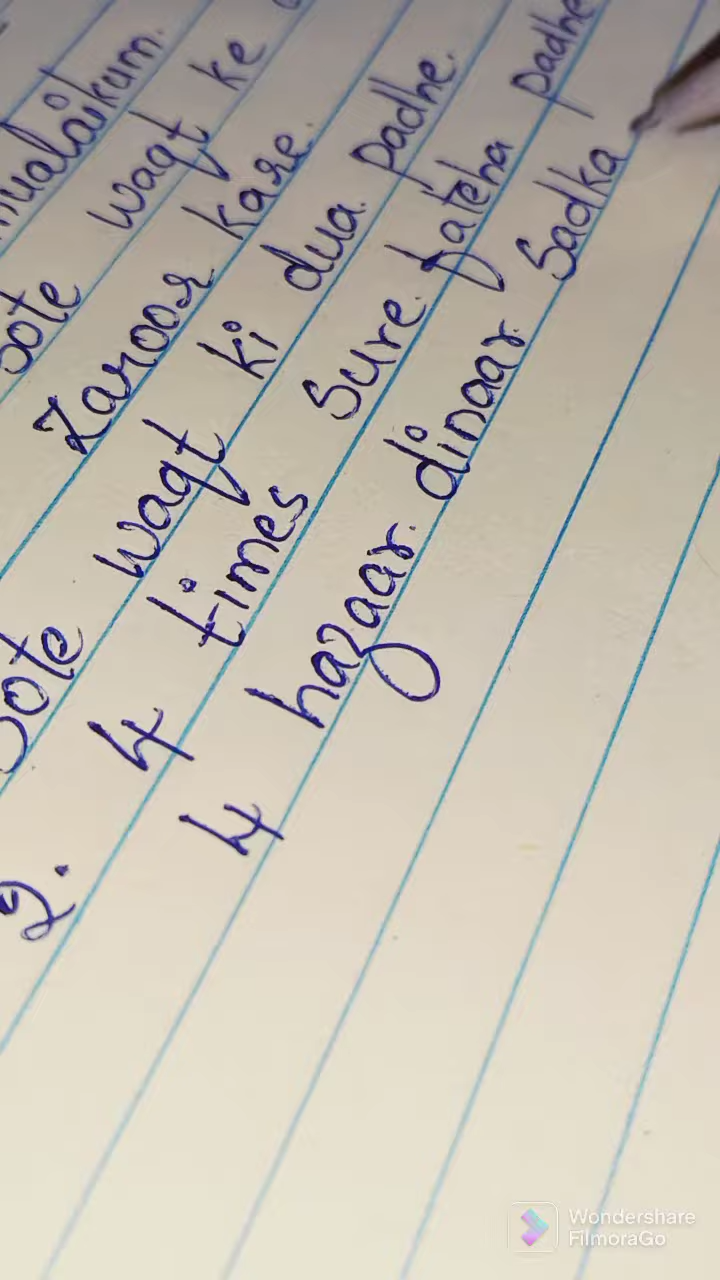 sote waqt ke
zaroor kare.
sote waqt ki dua padhe.
2. 4 times sure fateha padhe
4 hazaar dinaar sadka
Wondershare
FilmoraGo